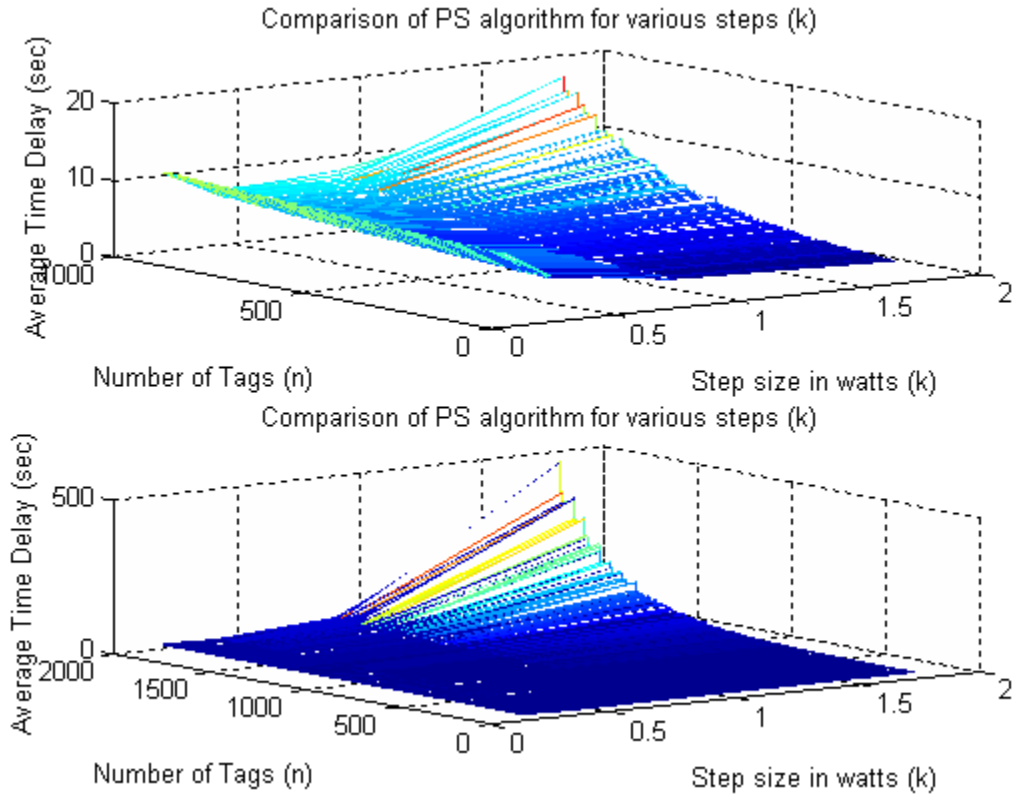 Comparison of PS algorithm for various steps (k)
Average Time Delay (sec)
20
10
0
1000
500
0
0
0.5
1
1.5
2
Number of Tags (n)
Step size in watts (k)
Comparison of PS algorithm for various steps (k)
Average Time Delay (sec)
500
0
2000
1500
1000
500
0
0
0.5
1
1.5
2
Number of Tags (n)
Step size in watts (k)